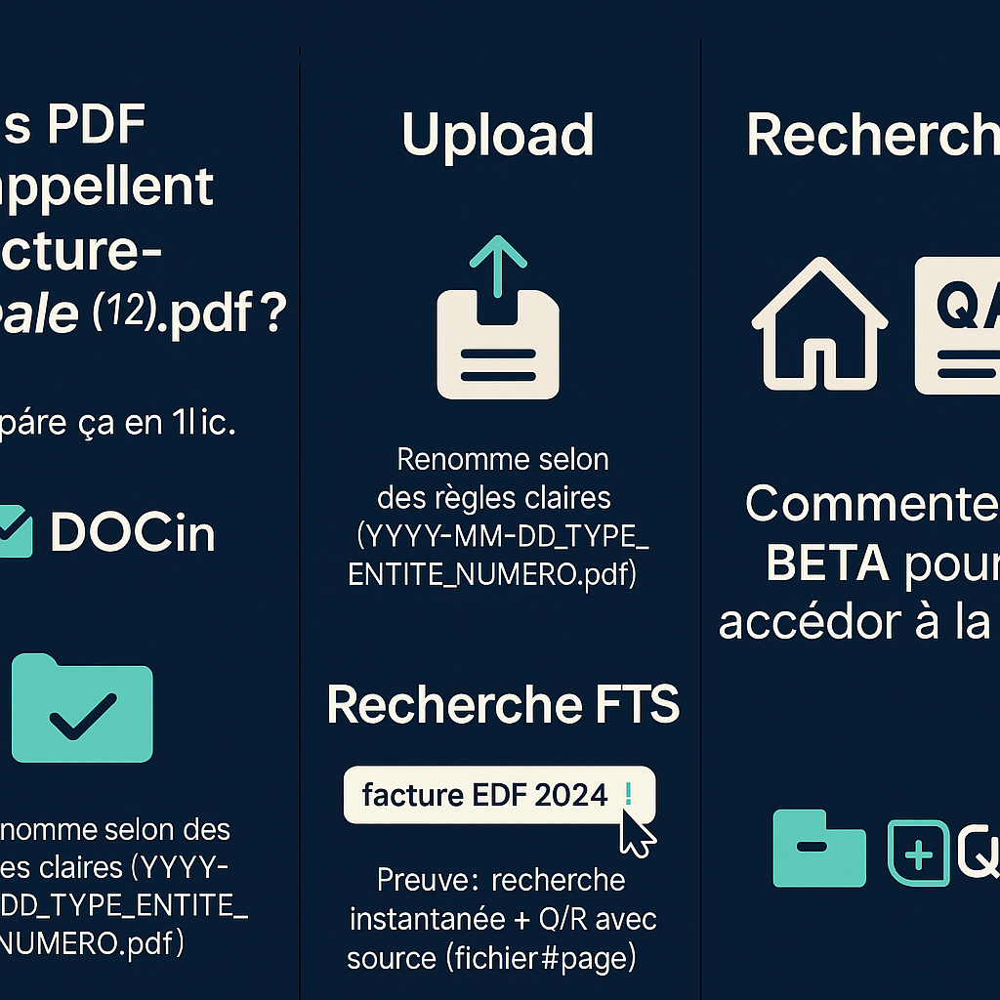 s PDF
appellent
cture-
ale (12).pdf?
páre ça en 1lic.
DOCin
nomme selon des
es claires (YYYY-
DD_TYPE_ENTITE_
NUMERO.pdf)
Upload
Renomme selon
des règles claires
(YYYY-MM-DD_TYPE_
ENTITE_NUMERO.pdf)
Recherche FTS
facture EDF 2024 !
Preuve: recherche
instantanée + Q/R avec
source (fichier#page)
Recherch
QA
Commente
BETA pour
accédor à la
Q